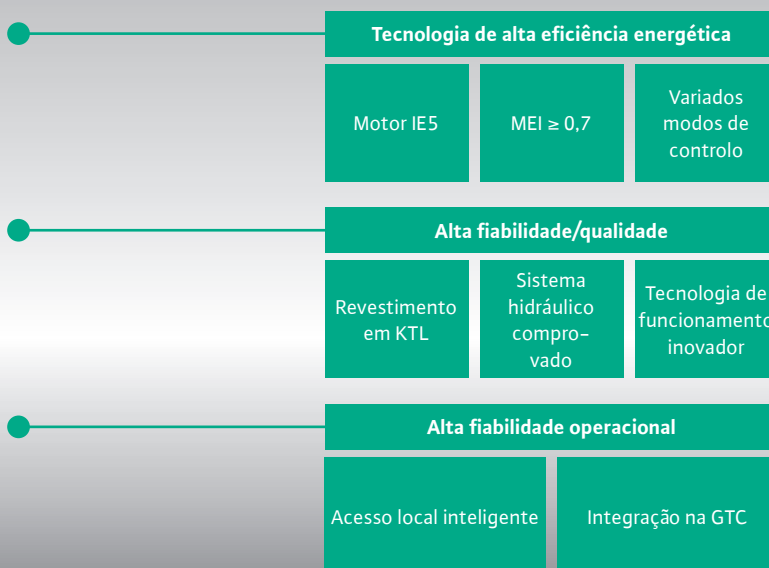 Tecnologia de alta eficiência energética
Motor IE5
MEI ≥ 0,7
Variados
modos de
controlo
Alta fiabilidade/qualidade
Revestimento
em KTL
Sistema
hidráulico
compro-
vado
Tecnologia de
funcionamento
inovador
Alta fiabilidade operacional
Acesso local inteligente
Integração na GTC